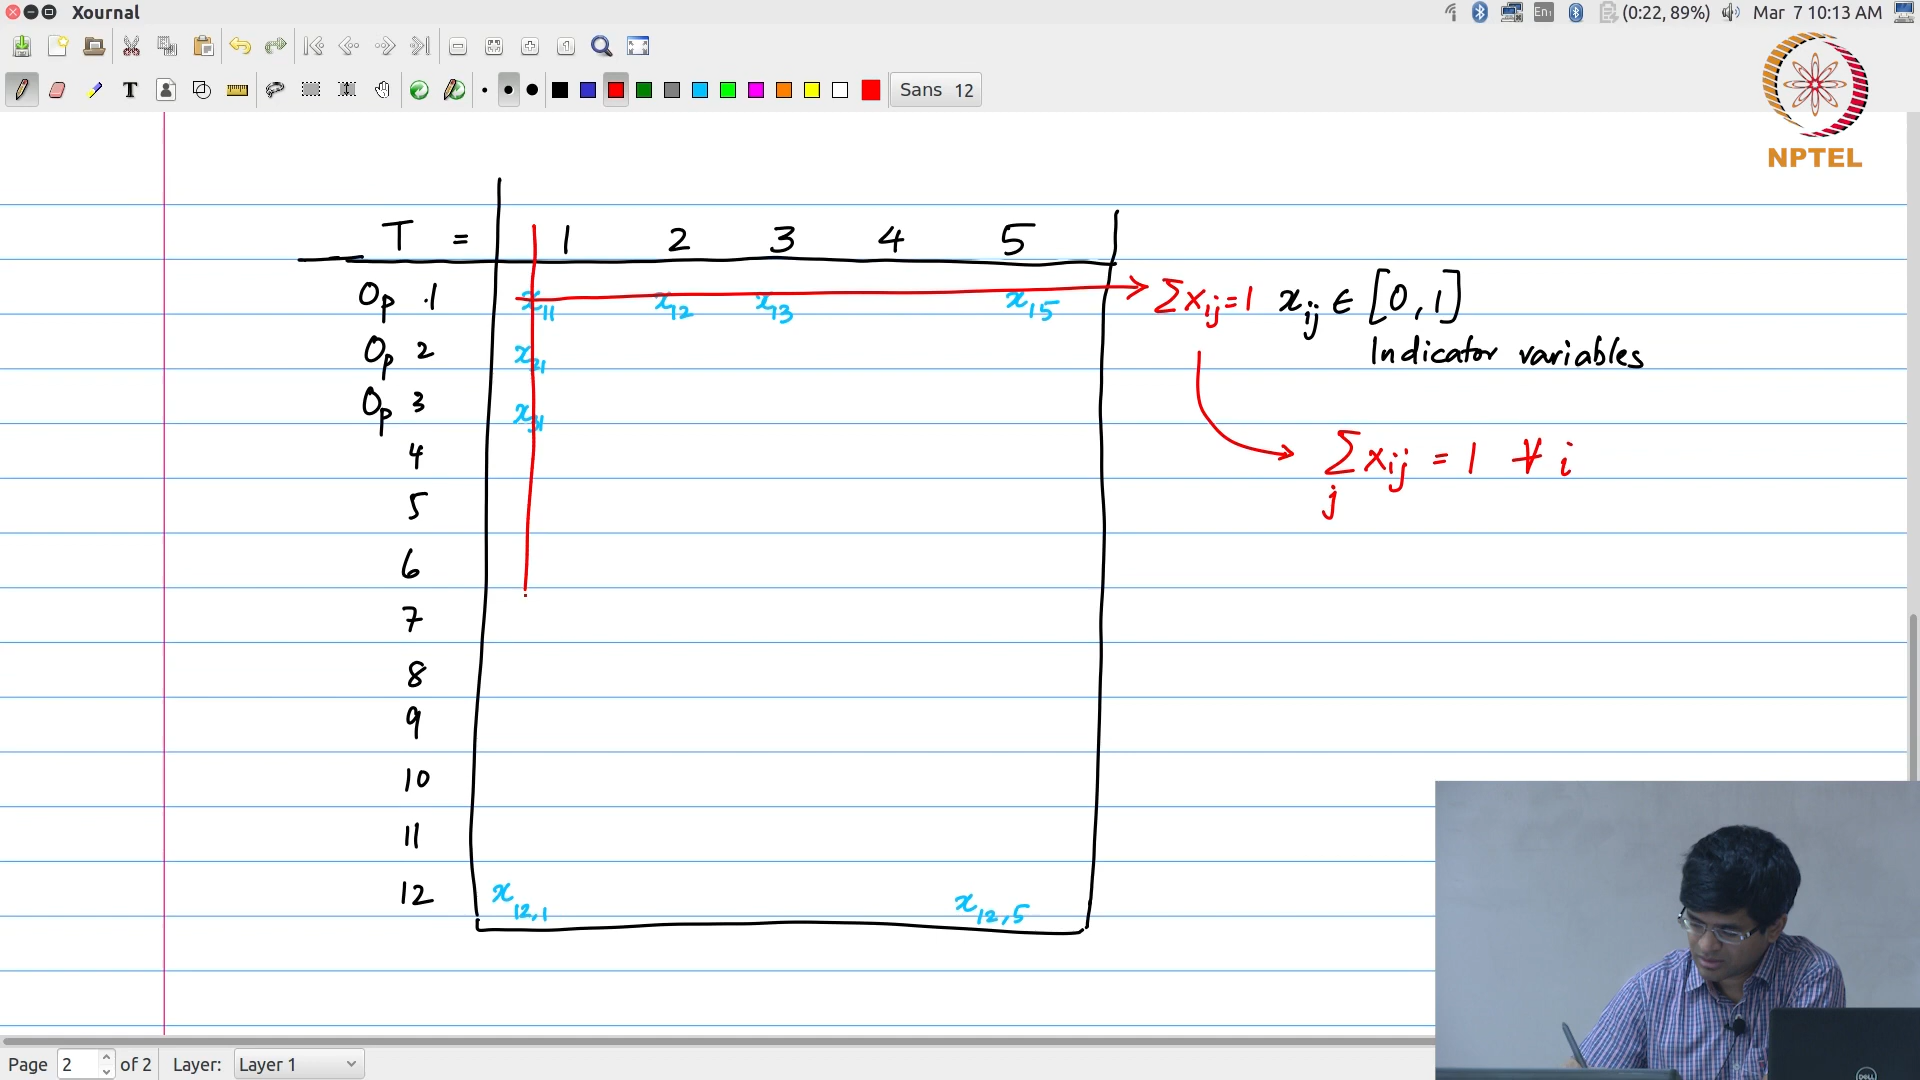 Xournal
En1
(0:22, 89%)
Mar 7 10:13 AM
Sans 12
NPTEL
T = 1 2 3 4 5
Op 1 x11 x12 x13 x15 Σxij=1 xij ∈ [0,1]
Op 2 x21 Indicator variables
Op 3 x31
4 Σj xij = 1 ∀ i
5
6
7
8
9
10
11
12 x12,1 x12,5
Page 2 of 2 Layer: Layer 1
DELL